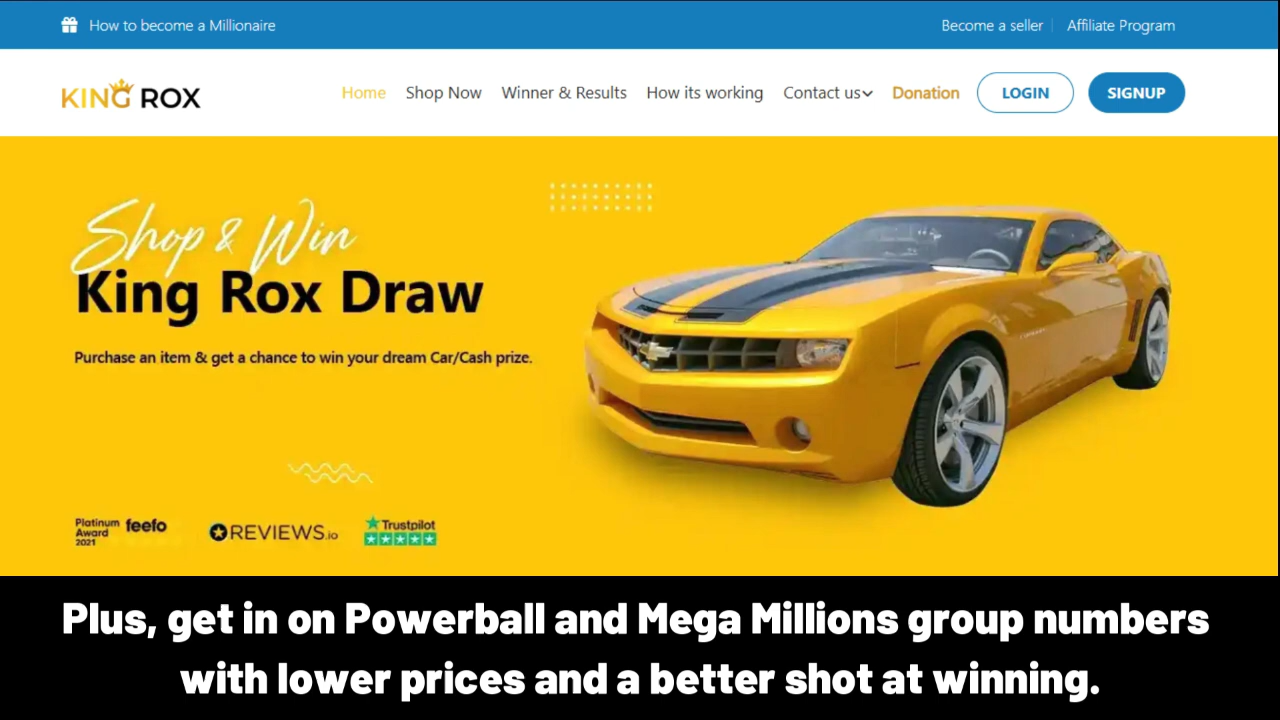 How to become a Millionaire
Become a seller
Affiliate Program
KING ROX
Home
Shop Now
Winner & Results
How its working
Contact us
Donation
LOGIN
SIGNUP
Shop & Win
King Rox Draw
Purchase an item & get a chance to win your dream Car/Cash prize.
Platinum
Award
2021
feefo
REVIEWS.io
Trustpilot
Plus, get in on Powerball and Mega Millions group numbers
with lower prices and a better shot at winning.